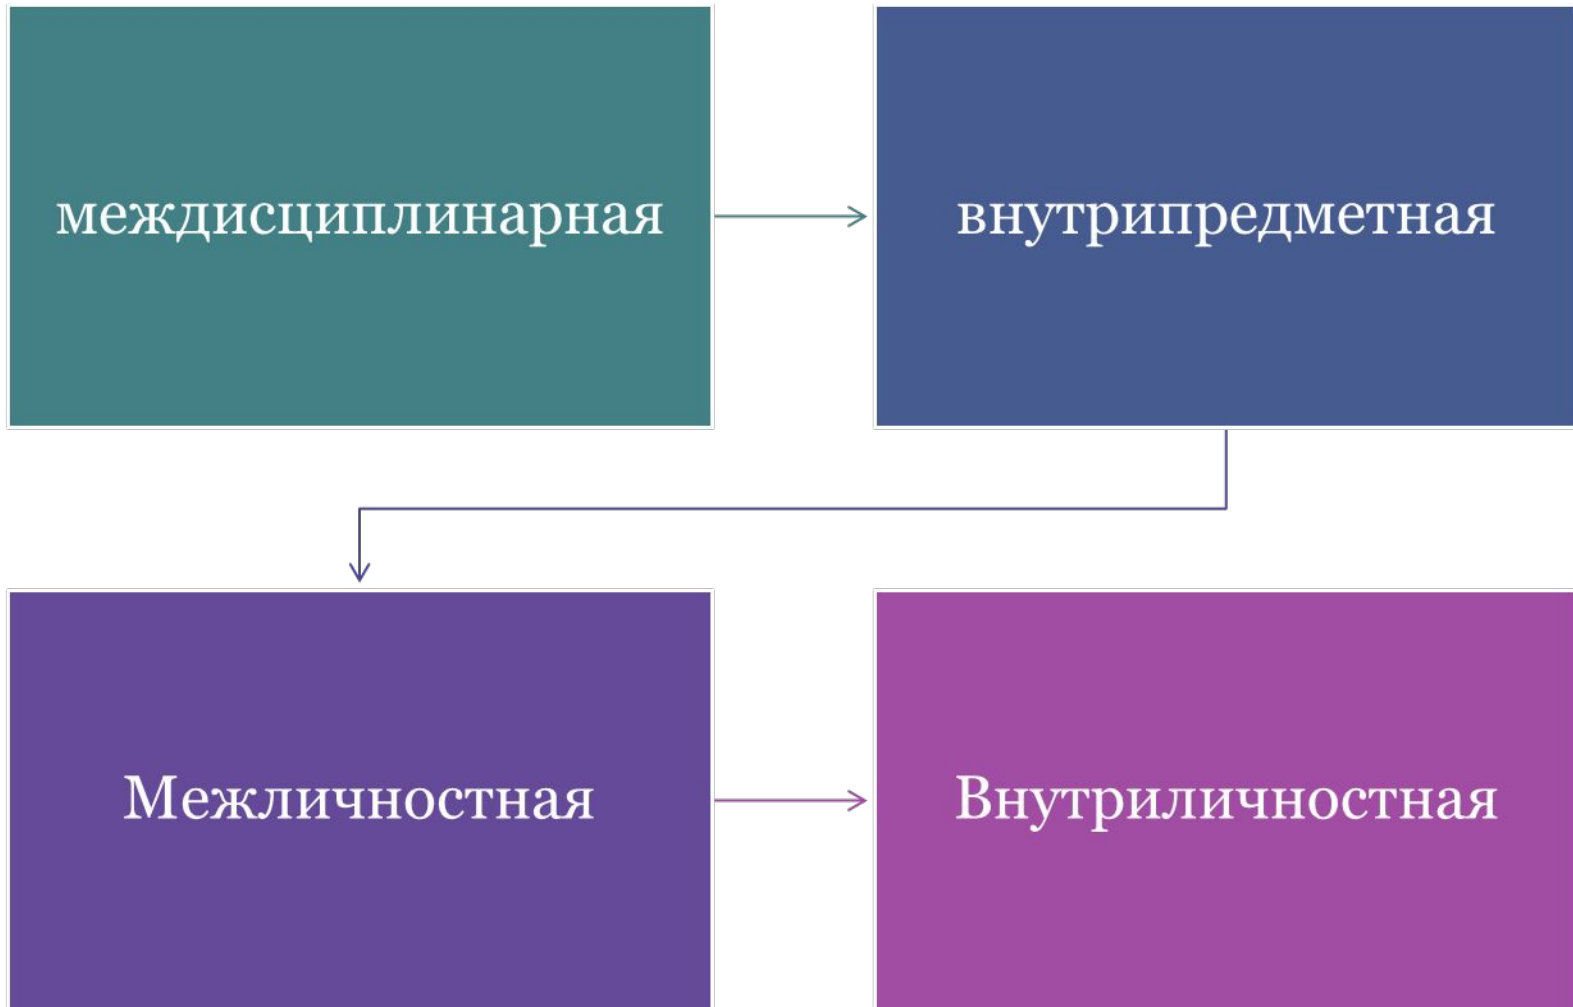 междисциплинарная
внутрипредметная
Межличностная
Внутриличностная